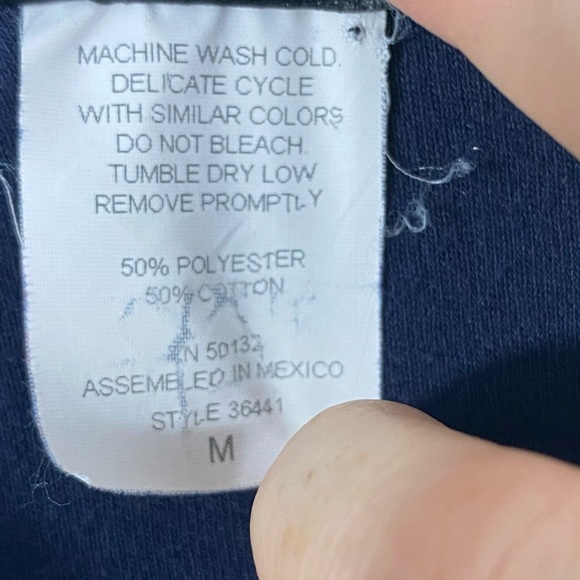 MACHINE WASH COLD.
DELICATE CYCLE
WITH SIMILAR COLORS
DO NOT BLEACH.
TUMBLE DRY LOW
REMOVE PROMPTLY
50% POLYESTER
50% COTTON
50132
ASSEMBLED IN MEXICO
STYLE 36441
M